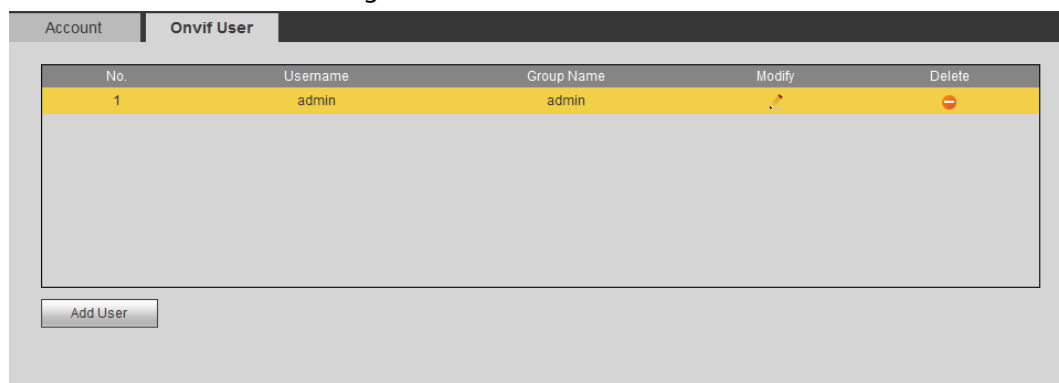 Account Onvif User
No. Username Group Name Modify Delete
1 admin admin
Add User